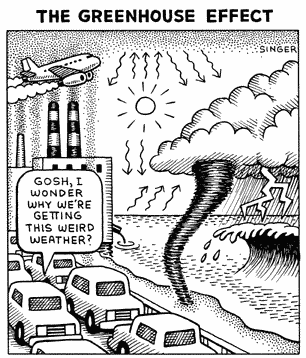 THE GREENHOUSE EFFECT
SINGER
GOSH, I
WONDER
WHY WE'RE
GETTING
THIS WEIRD
WEATHER?